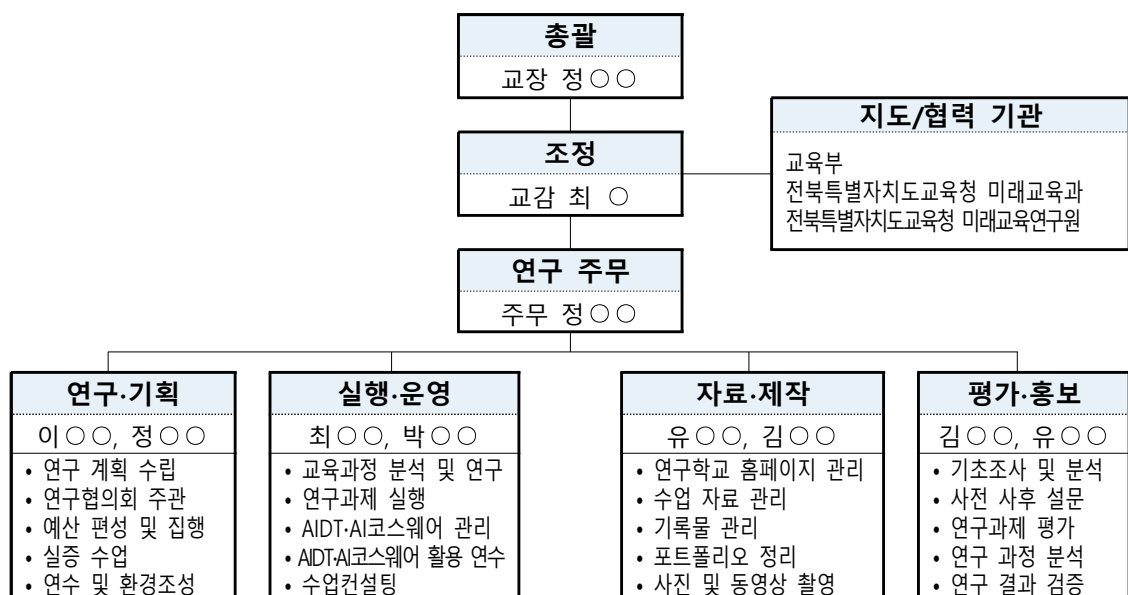 총괄
교장 정○○
조정
교감 최 ○
지도/협력 기관
교육부
전북특별자치도교육청 미래교육과
전북특별자치도교육청 미래교육연구원
연구 주무
주무 정○○
연구·기획
이○○, 정○○
• 연구 계획 수립
• 연구협의회 주관
• 예산 편성 및 집행
• 실증 수업
• 연수 및 환경조성
실행·운영
최○○, 박○○
• 교육과정 분석 및 연구
• 연구과제 실행
• AIDT·AI코스웨어 관리
• AIDT·AI코스웨어 활용 연수
• 수업컨설팅
자료·제작
유○○, 김○○
• 연구학교 홈페이지 관리
• 수업 자료 관리
• 기록물 관리
• 포트폴리오 정리
• 사진 및 동영상 촬영
평가·홍보
김○○, 유○○
• 기초조사 및 분석
• 사전 사후 설문
• 연구과제 평가
• 연구 과정 분석
• 연구 결과 검증